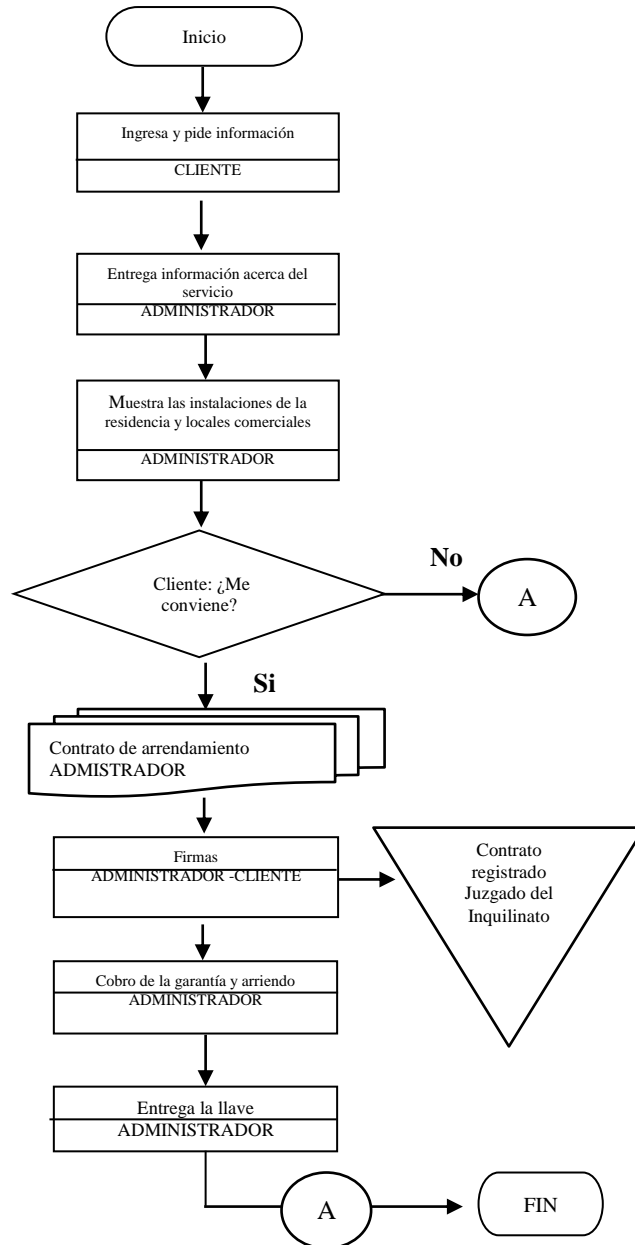 Inicio
Ingresa y pide información
CLIENTE
Entrega información acerca del
servicio
ADMINISTRADOR
Muestra las instalaciones de la
residencia y locales comerciales
ADMINISTRADOR
Cliente: ¿Me
conviene?
No
A
Si
Contrato de arrendamiento
ADMISTRADOR
Firmas
ADMINISTRADOR -CLIENTE
Contrato
registrado
Juzgado del
Inquilinato
Cobro de la garantía y arriendo
ADMINISTRADOR
Entrega la llave
ADMINISTRADOR
A
FIN